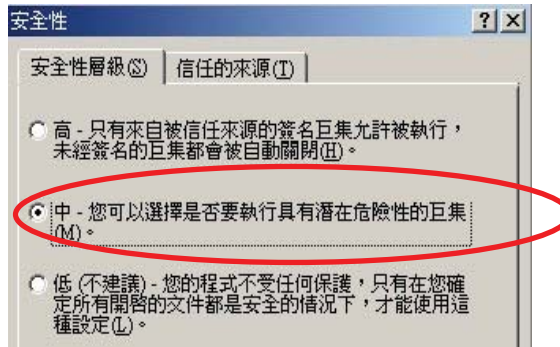 安全性
安全性層級(S) 信任的來源(T)
高 - 只有來自被信任來源的簽名巨集允許被執行，
未經簽名的巨集都會被自動關閉(H)。
中 - 您可以選擇是否要執行具有潛在危險性的巨集
(M)。
低 (不建議) - 您的程式不受任何保護，只有在您確
定所有開啓的文件都是安全的情況下，才能使用這
種設定(L)。